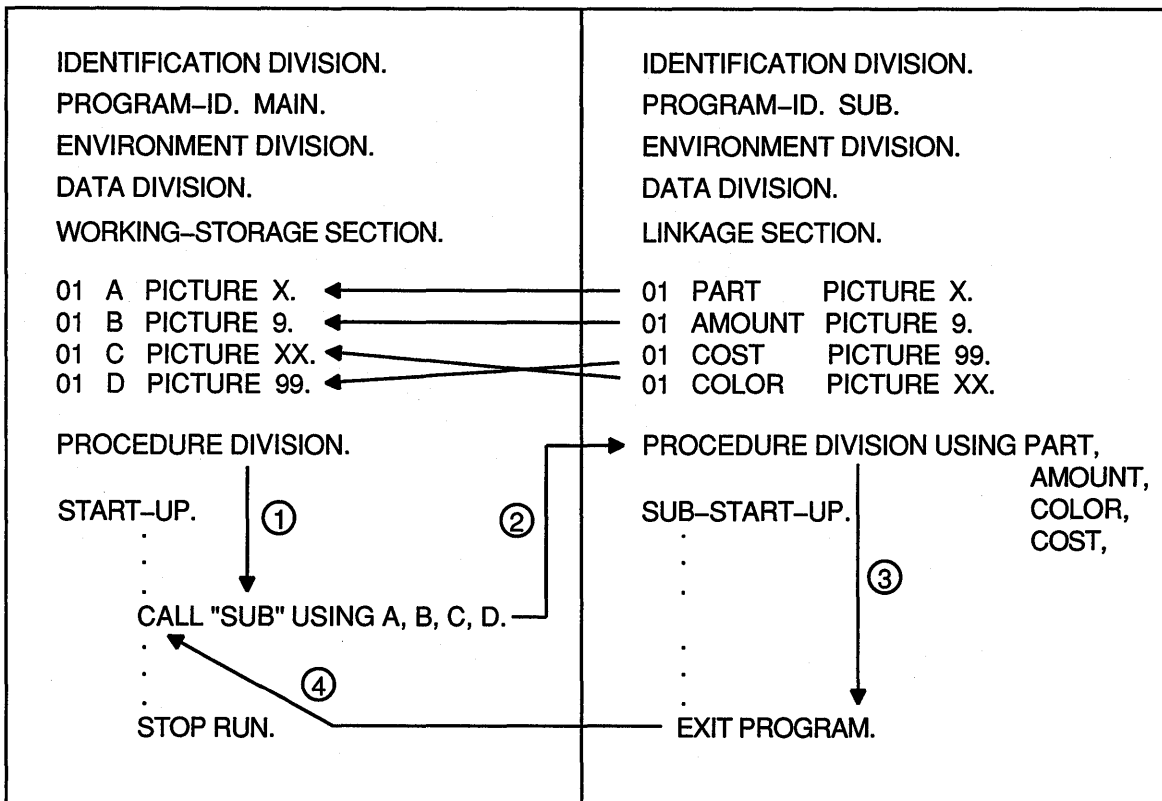 IDENTIFICATION DIVISION.
PROGRAM–ID. MAIN.
ENVIRONMENT DIVISION.
DATA DIVISION.
WORKING–STORAGE SECTION.
01 A PICTURE X.
01 B PICTURE 9.
01 C PICTURE XX.
01 D PICTURE 99.
PROCEDURE DIVISION.
START–UP.
①
.
.
.
CALL "SUB" USING A, B, C, D.
②
.
.
.
④
STOP RUN.
IDENTIFICATION DIVISION.
PROGRAM–ID. SUB.
ENVIRONMENT DIVISION.
DATA DIVISION.
LINKAGE SECTION.
01 PART PICTURE X.
01 AMOUNT PICTURE 9.
01 COST PICTURE 99.
01 COLOR PICTURE XX.
PROCEDURE DIVISION USING PART,
AMOUNT,
COLOR,
COST,
SUB–START–UP.
.
.
.
③
.
.
.
EXIT PROGRAM.